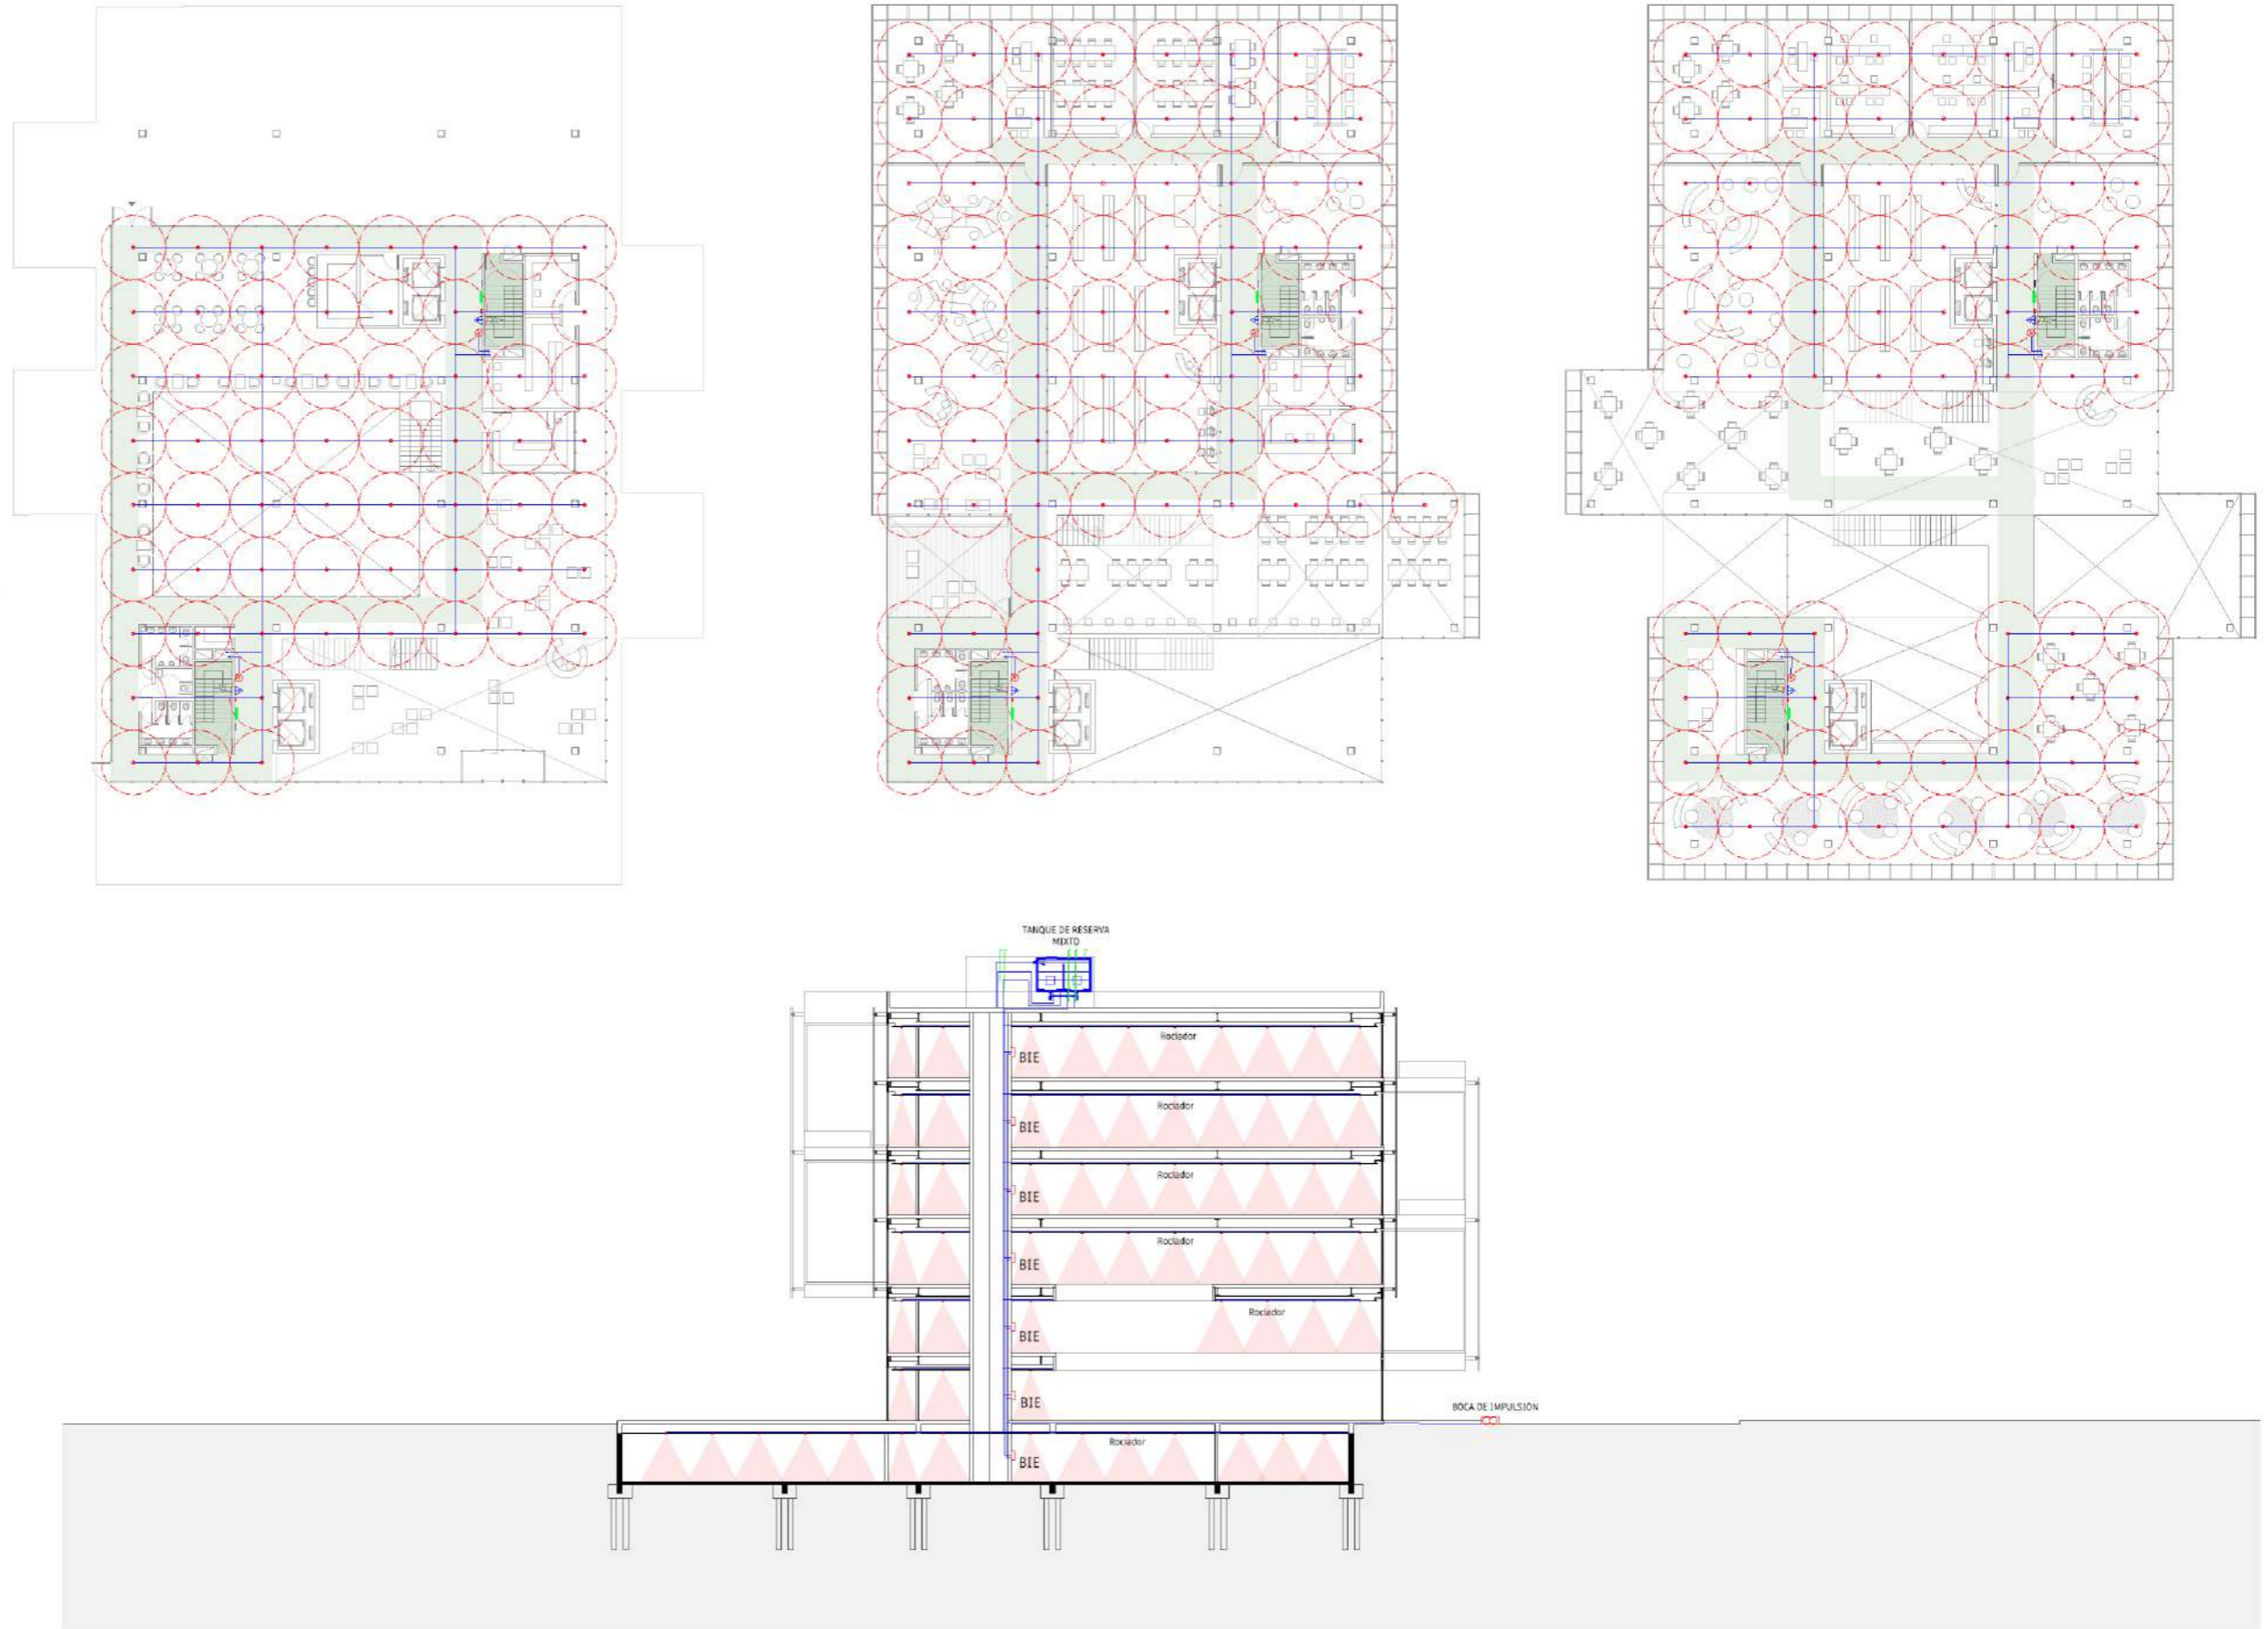 TANQUE DE RESERVA
MIXTO
Rociador
BIE
Rociador
BIE
Rociador
BIE
Rociador
BIE
Rociador
BIE
BIE
BOCA DE IMPULSIÓN
Rociador
BIE